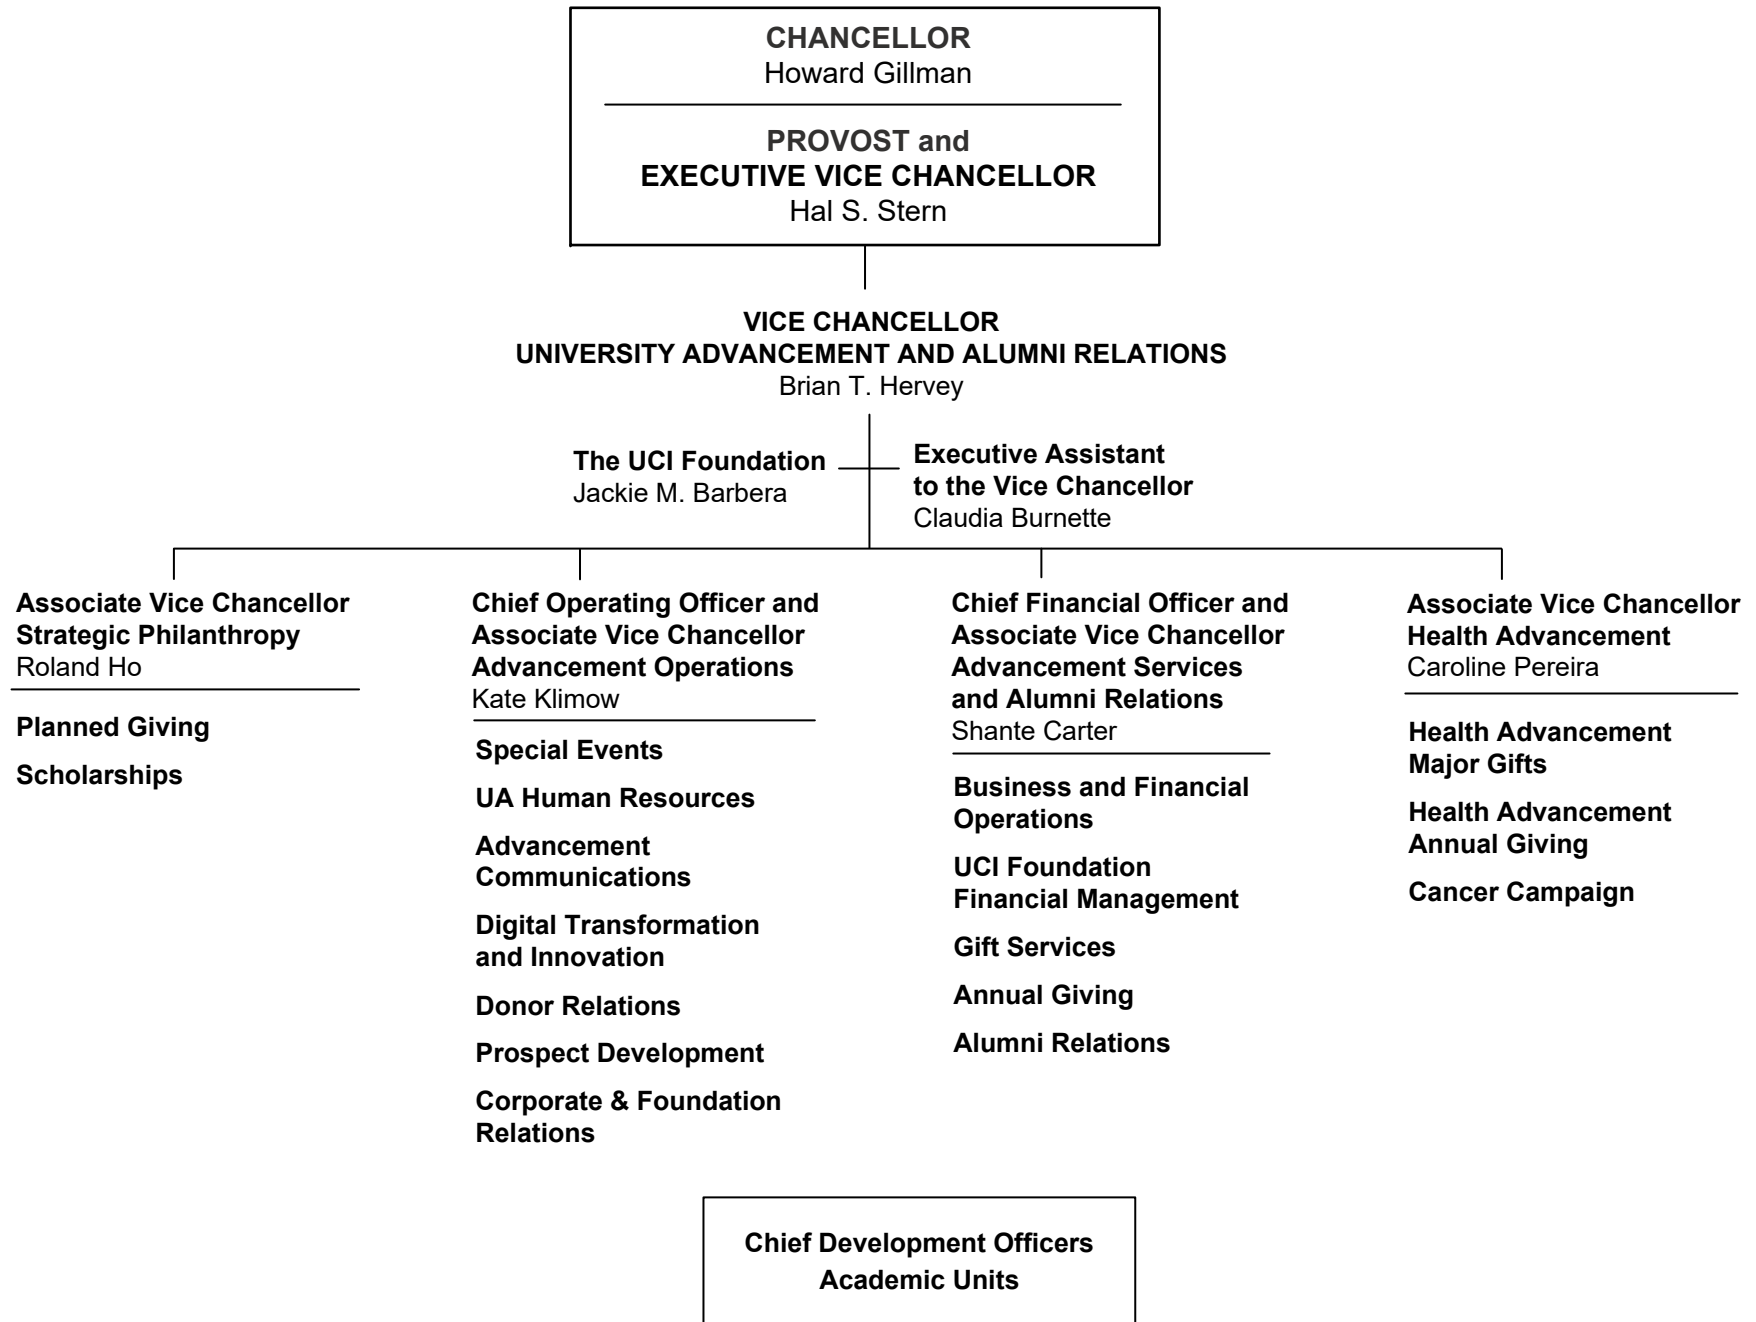 CHANCELLOR
Howard Gillman
PROVOST and
EXECUTIVE VICE CHANCELLOR
Hal S. Stern
VICE CHANCELLOR
UNIVERSITY ADVANCEMENT AND ALUMNI RELATIONS
Brian T. Hervey
The UCI Foundation
Jackie M. Barbera
Executive Assistant
to the Vice Chancellor
Claudia Burnette
Associate Vice Chancellor
Strategic Philanthropy
Roland Ho
Planned Giving
Scholarships
Chief Operating Officer and
Associate Vice Chancellor
Advancement Operations
Kate Klimow
Special Events
UA Human Resources
Advancement
Communications
Digital Transformation
and Innovation
Donor Relations
Prospect Development
Corporate & Foundation
Relations
Chief Financial Officer and
Associate Vice Chancellor
Advancement Services
and Alumni Relations
Shante Carter
Business and Financial
Operations
UCI Foundation
Financial Management
Gift Services
Annual Giving
Alumni Relations
Associate Vice Chancellor
Health Advancement
Caroline Pereira
Health Advancement
Major Gifts
Health Advancement
Annual Giving
Cancer Campaign
Chief Development Officers
Academic Units